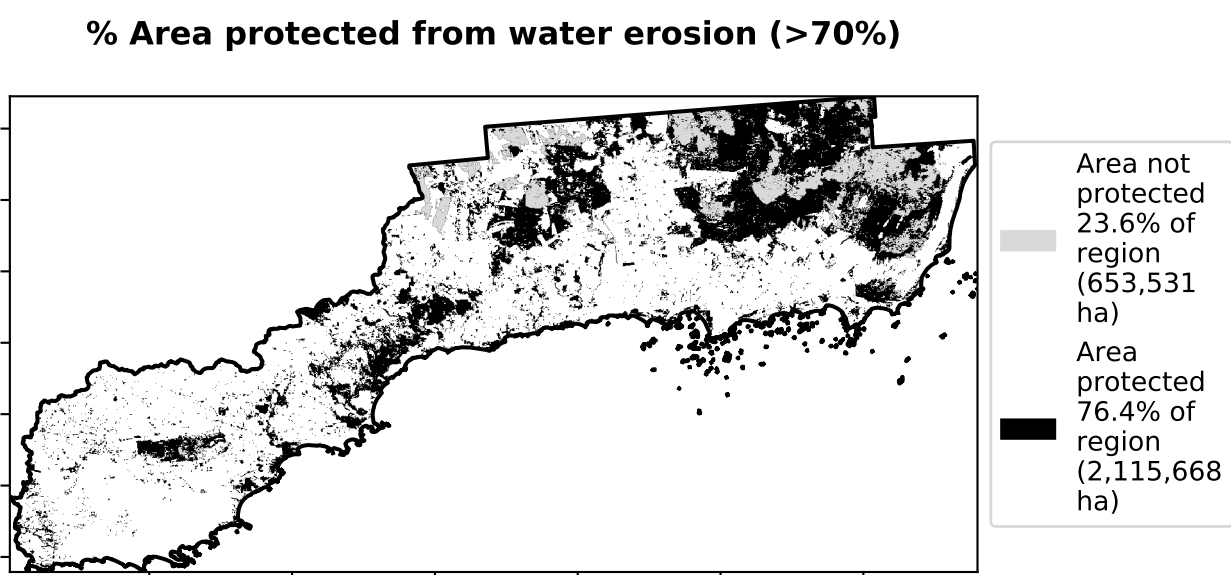 % Area protected from water erosion (>70%)
Area not
protected
23.6% of
region
(653,531
ha)
Area
protected
76.4% of
region
(2,115,668
ha)